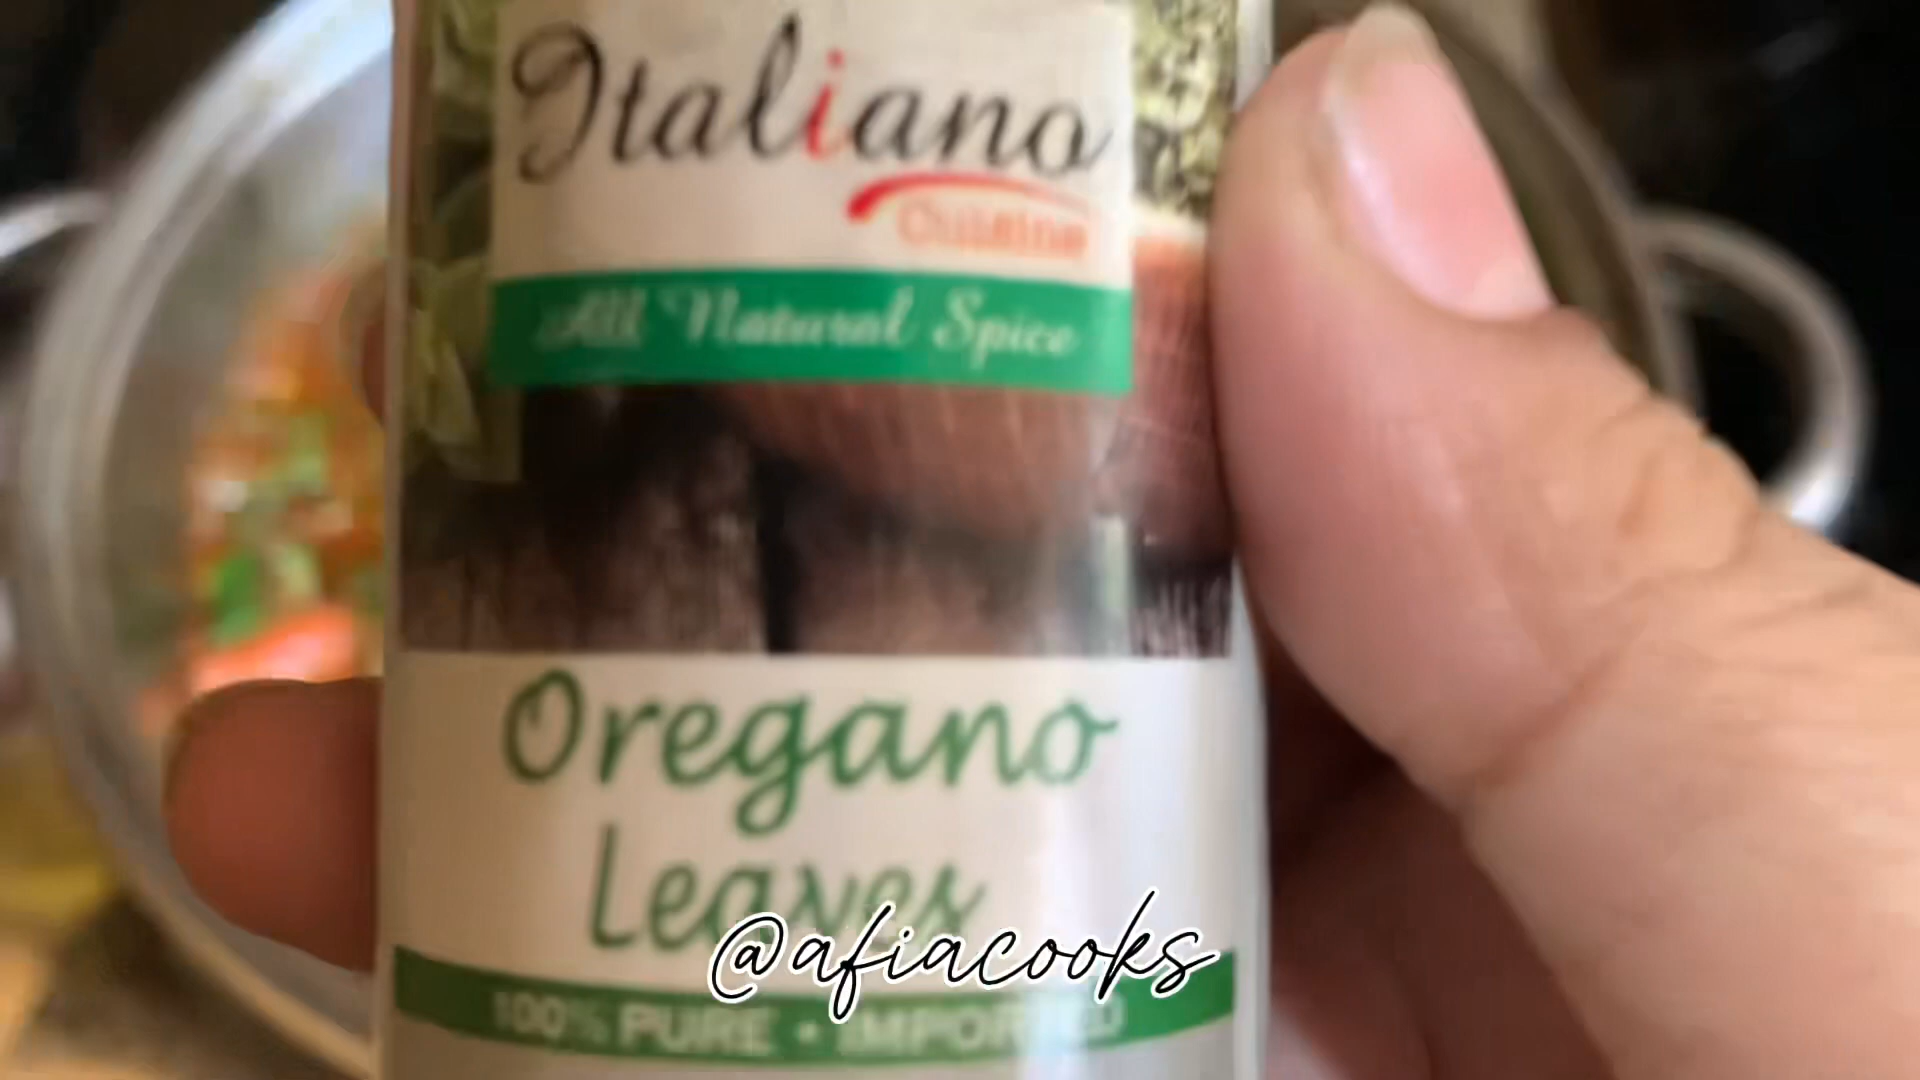 Italiano
Cuisine
All Natural Spice
Oregano
Leaves
@afiacooks
100% PURE • IMPORTED